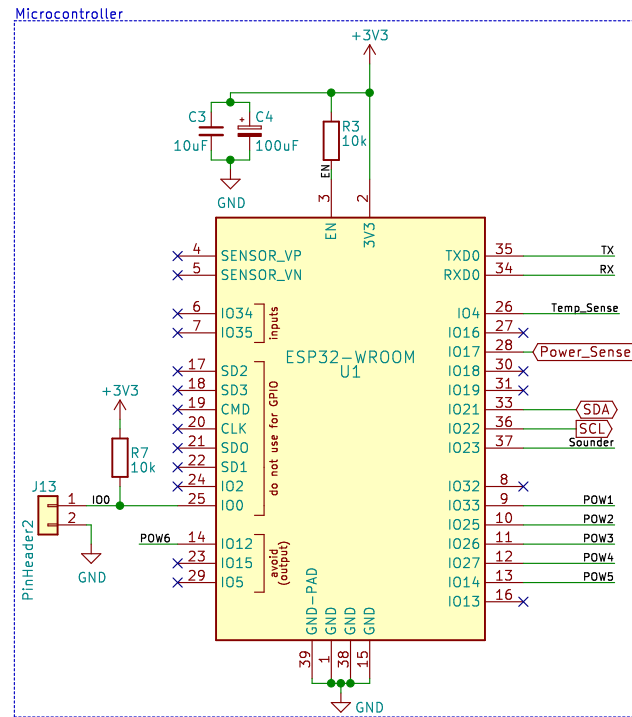 Microcontroller
+3V3
C3
10uF
+
C4
100uF
GND
R3
10k
EN
3
2
EN
3V3
4 SENSOR_VP
5 SENSOR_VN
6 IO34
7 IO35
inputs
17 SD2
18 SD3
19 CMD
20 CLK
21 SD0
22 SD1
24 IO2
25 IO0
do not use for GPIO
14 IO12
23 IO15
29 IO5
avoid
(output)
POW6
ESP32-WROOM
U1
TXD0 35 TX
RXD0 34 RX
IO4 26 Temp_Sense
IO16 27
IO17 28 Power_Sense
IO18 30
IO19 31
IO21 33 SDA
IO22 36 SCL
IO23 37 Sounder
IO32 8
IO33 9 POW1
IO25 10 POW2
IO26 11 POW3
IO27 12 POW4
IO14 13 POW5
IO13 16
GND-PAD
GND
GND
GND
39
1
38
15
GND
+3V3
R7
10k
J13
1 IO0
2
PinHeader2
GND